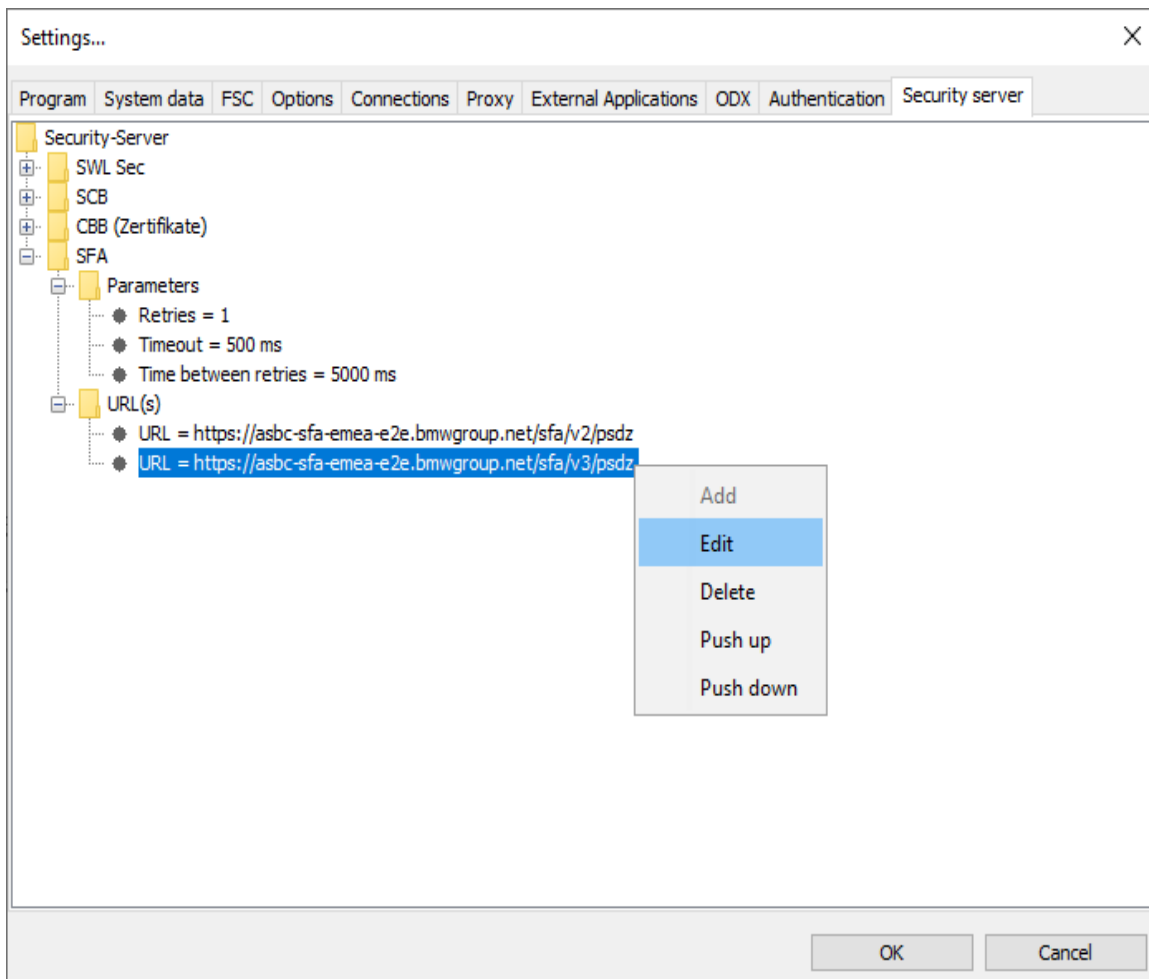 Settings...
Program System data FSC Options Connections Proxy External Applications ODX Authentication Security server
Security-Server
SWL Sec
SCB
CBB (Zertifikate)
SFA
Parameters
Retries = 1
Timeout = 500 ms
Time between retries = 5000 ms
URL(s)
URL = https://asbc-sfa-emea-e2e.bmwgroup.net/sfa/v2/psdz
URL = https://asbc-sfa-emea-e2e.bmwgroup.net/sfa/v3/psdz
Add
Edit
Delete
Push up
Push down
OK Cancel